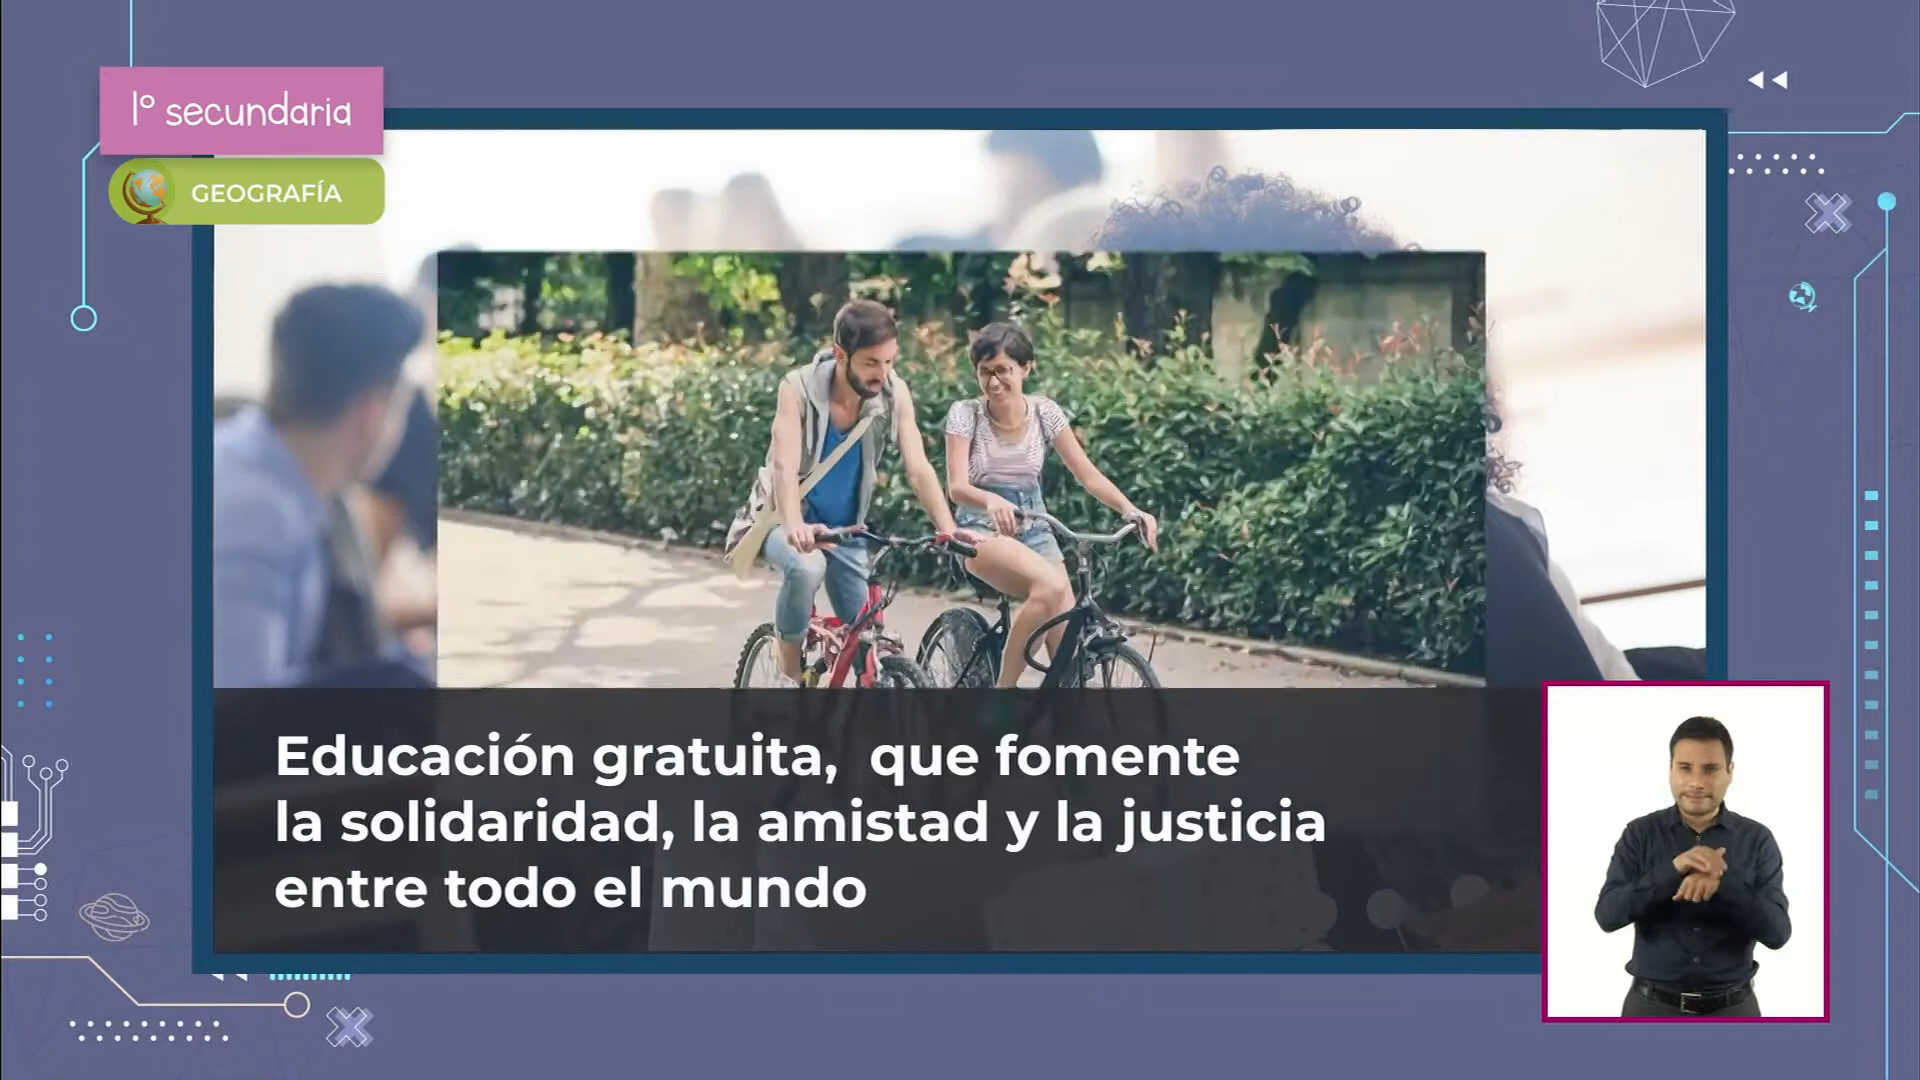 1° secundaria
GEOGRAFÍA
Educación gratuita, que fomente
la solidaridad, la amistad y la justicia
entre todo el mundo